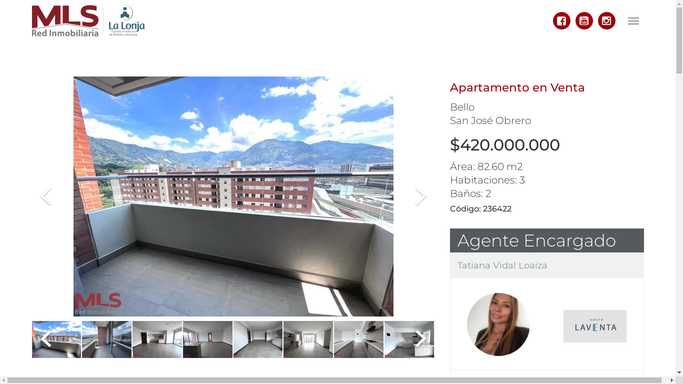 MLS
Red Inmobiliaria
La Lonja
Apartamento en Venta
Bello
San José Obrero
$420.000.000
Área: 82.60 m2
Habitaciones: 3
Baños: 2
Código: 236422
Agente Encargado
Tatiana Vidal Loaiza
LAVENTA
MLS
Red Inmobiliaria